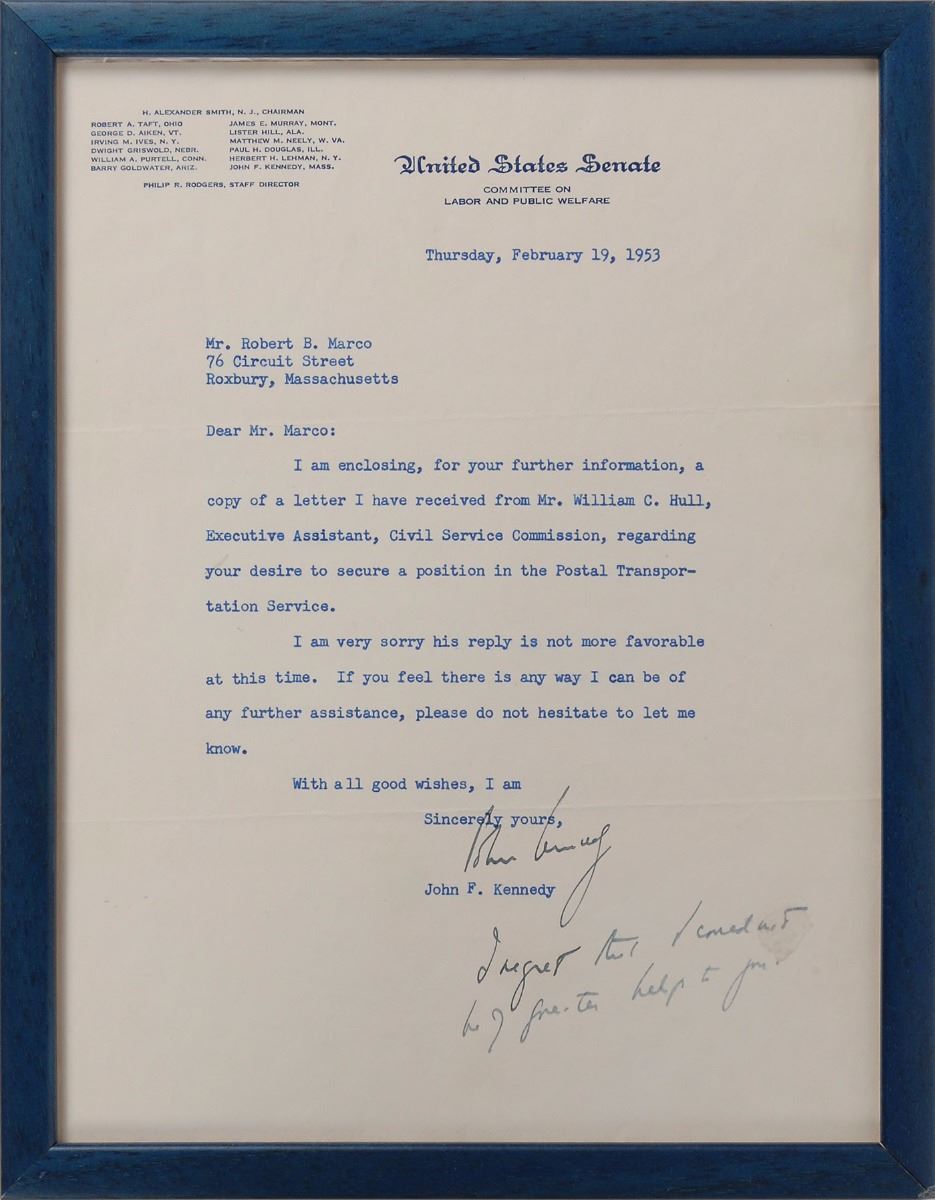 H. ALEXANDER SMITH, N. J., CHAIRMAN
ROBERT A. TAFT, OHIO
GEORGE D. AIKEN, VT.
IRVING M. IVES, N. Y.
DWIGHT GRISWOLD, NEBR.
WILLIAM A. PURTELL, CONN.
BARRY GOLDWATER, ARIZ.
JAMES E. MURRAY, MONT.
LISTER HILL, ALA.
MATTHEW M. NEELY, W. VA.
PAUL H. DOUGLAS, ILL.
HERBERT H. LEHMAN, N. Y.
JOHN F. KENNEDY, MASS.
PHILIP R. RODGERS, STAFF DIRECTOR
United States Senate
COMMITTEE ON
LABOR AND PUBLIC WELFARE
Thursday, February 19, 1953
Mr. Robert B. Marco
76 Circuit Street
Roxbury, Massachusetts
Dear Mr. Marco:
I am enclosing, for your further information, a
copy of a letter I have received from Mr. William C. Hull,
Executive Assistant, Civil Service Commission, regarding
your desire to secure a position in the Postal Transpor-
tation Service.
I am very sorry his reply is not more favorable
at this time. If you feel there is any way I can be of
any further assistance, please do not hesitate to let me
know.
With all good wishes, I am
Sincerely yours,
John Kennedy
John F. Kennedy
I regret that I could not
be of greater help to you